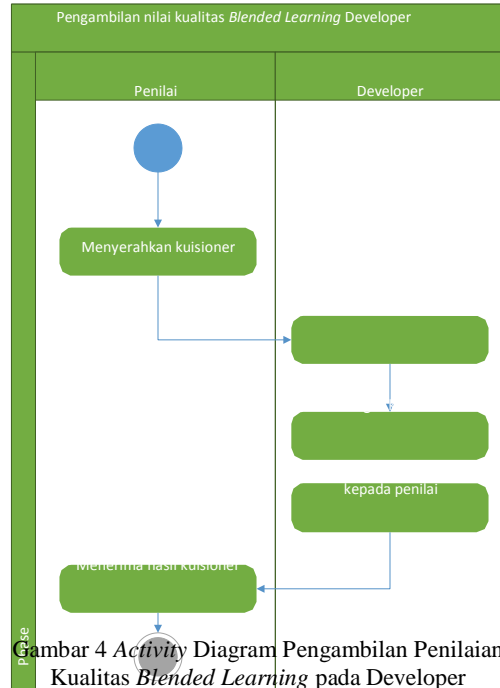 Pengambilan nilai kualitas Blended Learning Developer
Penilai
Developer
Menyerahkan kuisioner
kepada penilai
Menerima hasil kuisioner
Phase
Gambar 4 Activity Diagram Pengambilan Penilaian
Kualitas Blended Learning pada Developer